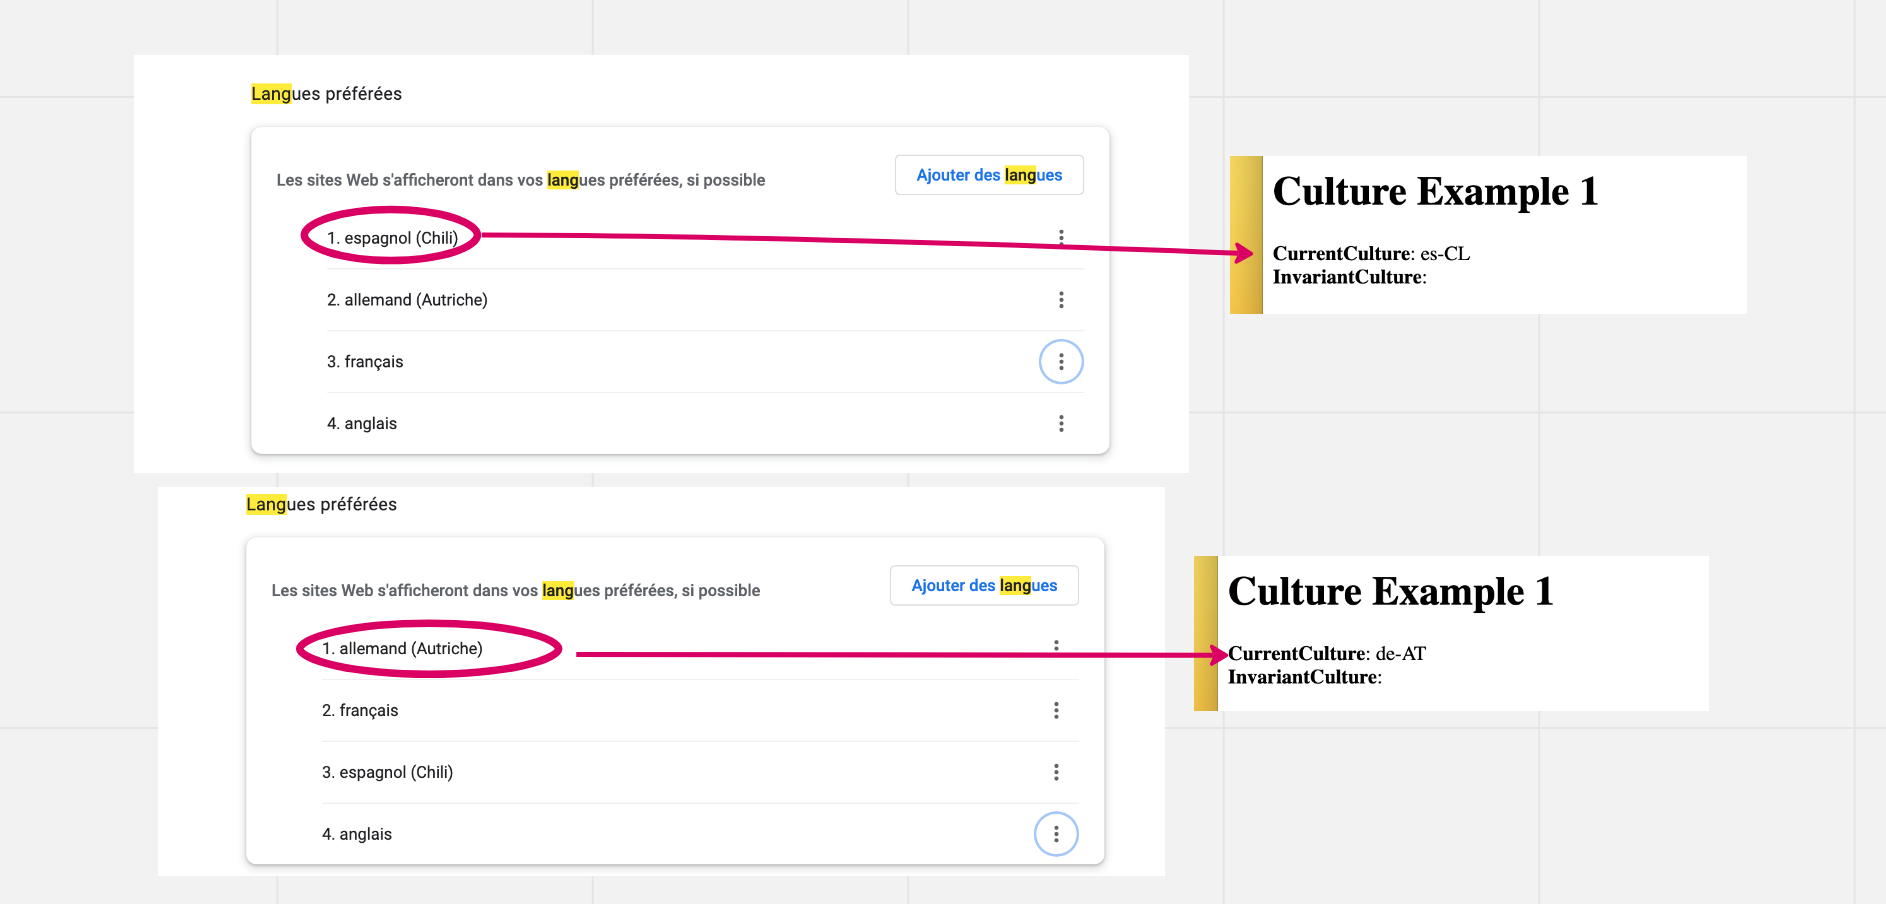 Langues préférées
Les sites Web s'afficheront dans vos langues préférées, si possible
Ajouter des langues
1. espagnol (Chili)
2. allemand (Autriche)
3. français
4. anglais
Culture Example 1
CurrentCulture: es-CL
InvariantCulture:
Langues préférées
Les sites Web s'afficheront dans vos langues préférées, si possible
Ajouter des langues
1. allemand (Autriche)
2. français
3. espagnol (Chili)
4. anglais
Culture Example 1
CurrentCulture: de-AT
InvariantCulture: